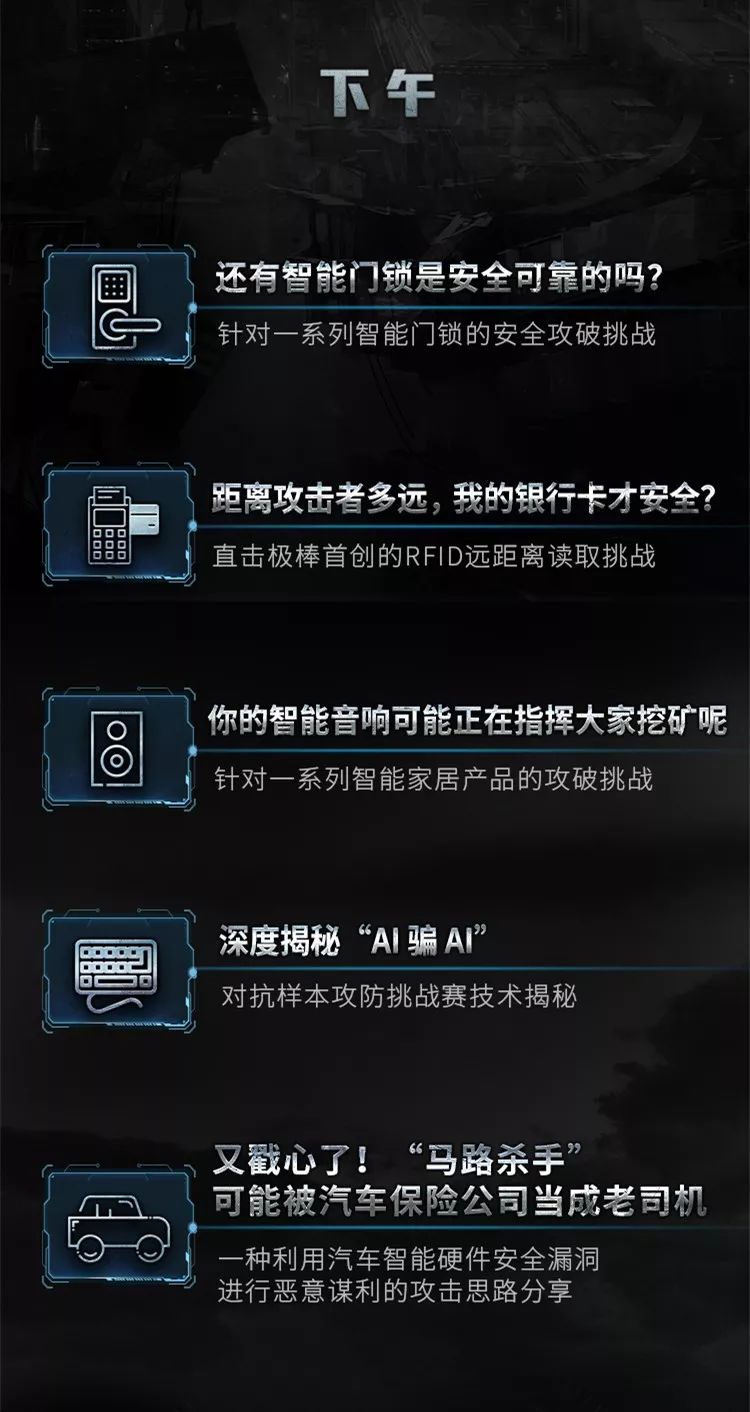 下午
还有智能门锁是安全可靠的吗？
针对一系列智能门锁的安全攻破挑战
距离攻击者多远，我的银行卡才安全？
直击极棒首创的RFID远距离读取挑战
你的智能音响可能正在指挥大家挖矿呢
针对一系列智能家居产品的攻破挑战
深度揭秘“AI 骗 AI”
对抗样本攻防挑战赛技术揭秘
又戳心了！“马路杀手”
可能被汽车保险公司当成老司机
一种利用汽车智能硬件安全漏洞
进行恶意谋利的攻击思路分享